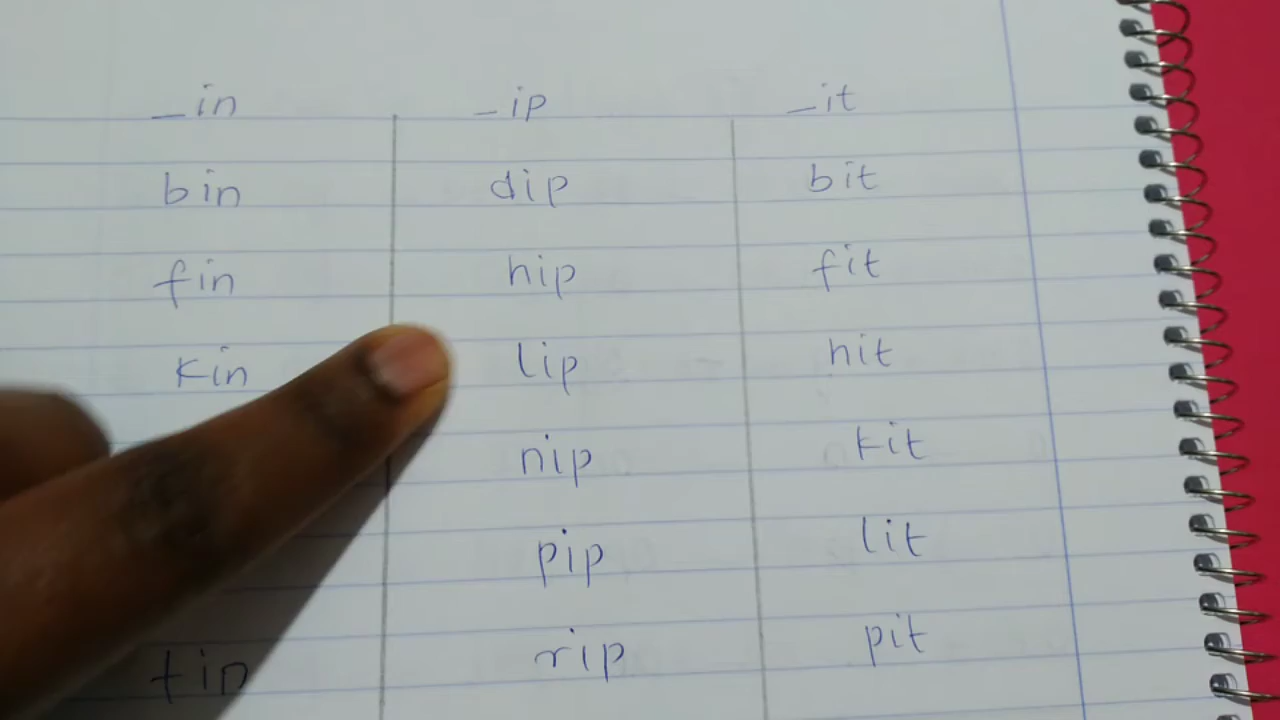 _in _ip _it
bin dip bit
fin hip fit
kin lip hit
nip kit
pip lit
tin rip pit